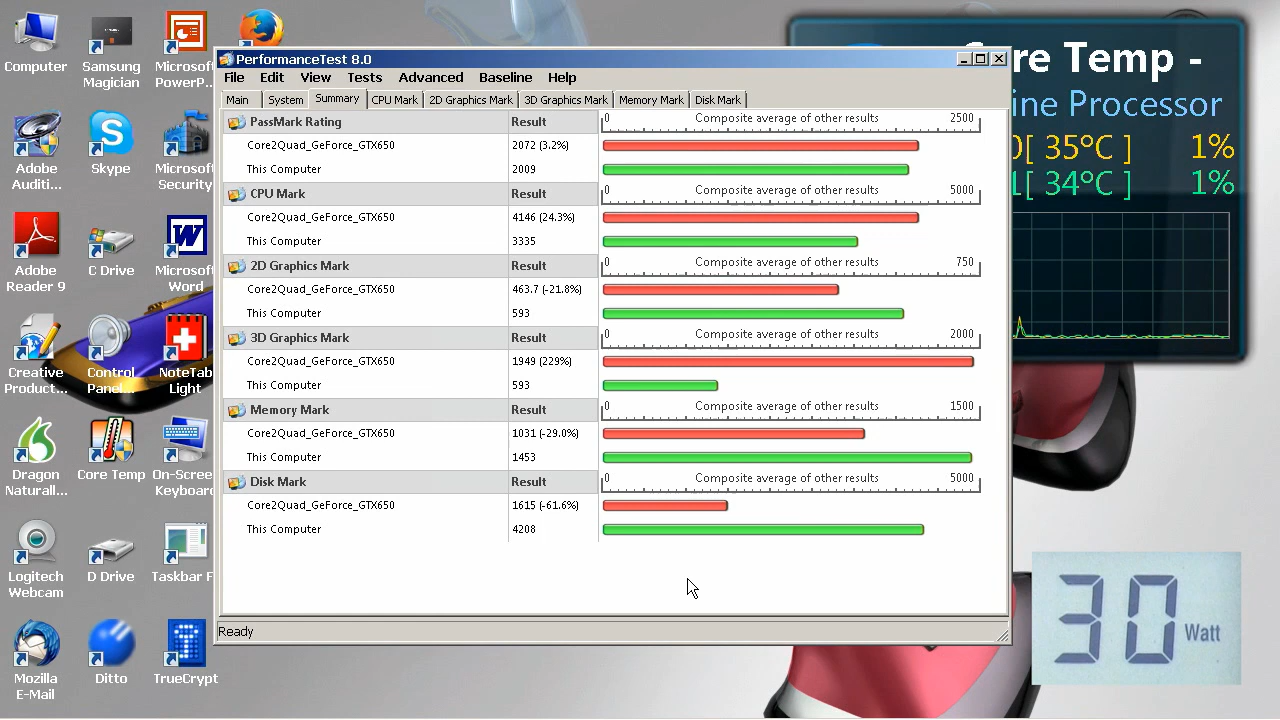 Computer
Samsung
Magician
Microsof
PowerP...
Adobe
Auditi...
Skype
Microsof
Security
Adobe
Reader 9
C Drive
Microsof
Word
Creative
Product...
Control
Panel...
NoteTab
Light
Dragon
Naturall...
Core Temp
On-Scree
Keyboard
Logitech
Webcam
D Drive
Taskbar F
Mozilla
E-Mail
Ditto
TrueCrypt
PerformanceTest 8.0
File Edit View Tests Advanced Baseline Help
Main System Summary CPU Mark 2D Graphics Mark 3D Graphics Mark Memory Mark Disk Mark
PassMark Rating Result 0 Composite average of other results 2500
Core2Quad_GeForce_GTX650 2072 (3.2%)
This Computer 2009
CPU Mark Result 0 Composite average of other results 5000
Core2Quad_GeForce_GTX650 4146 (24.3%)
This Computer 3335
2D Graphics Mark Result 0 Composite average of other results 750
Core2Quad_GeForce_GTX650 463.7 (-21.8%)
This Computer 593
3D Graphics Mark Result 0 Composite average of other results 2000
Core2Quad_GeForce_GTX650 1949 (229%)
This Computer 593
Memory Mark Result 0 Composite average of other results 1500
Core2Quad_GeForce_GTX650 1031 (-29.0%)
This Computer 1453
Disk Mark Result 0 Composite average of other results 5000
Core2Quad_GeForce_GTX650 1615 (-61.6%)
This Computer 4208
Ready
re Temp -
ine Processor
0[ 35°C ] 1%
1[ 34°C ] 1%
30 Watt